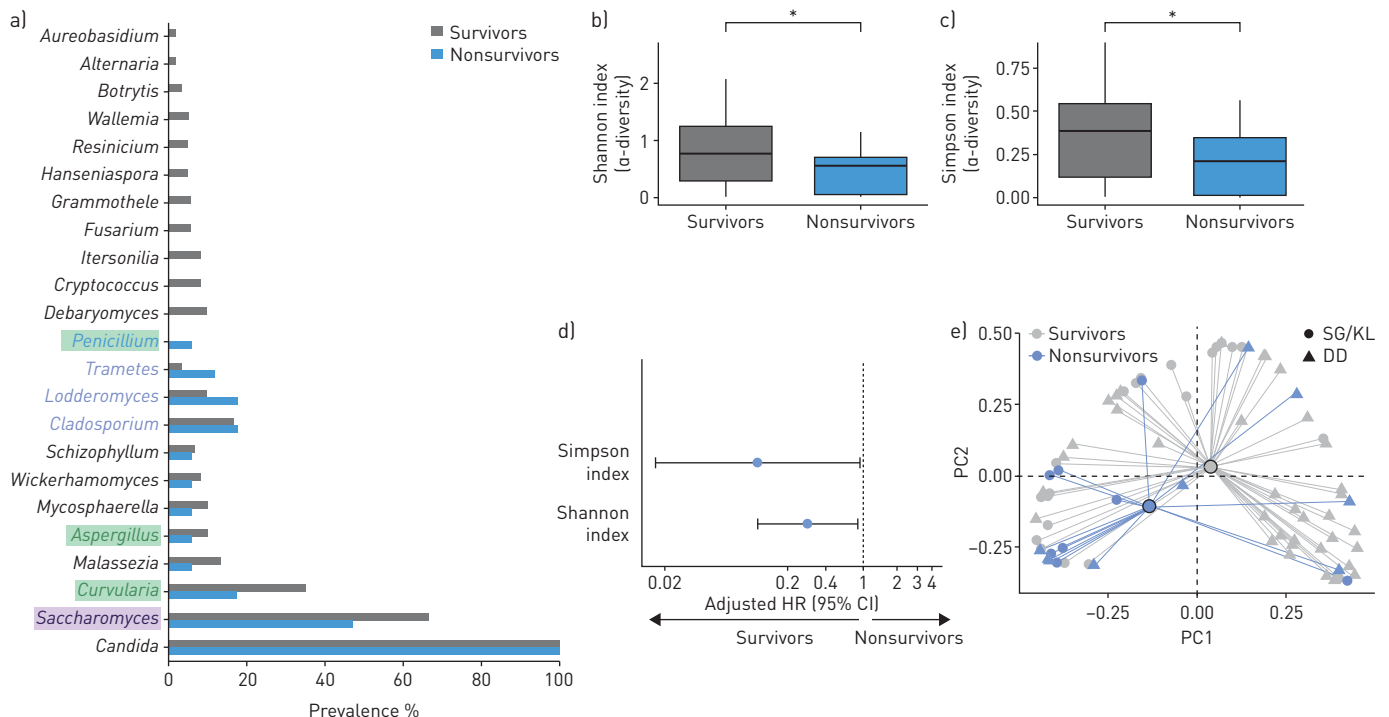 a)
Aureobasidium
Alternaria
Botrytis
Wallemia
Resinicium
Hanseniaspora
Grammothele
Fusarium
Itersonilia
Cryptococcus
Debaryomyces
Penicillium
Trametes
Lodderomyces
Cladosporium
Schizophyllum
Wickerhamomyces
Mycosphaerella
Aspergillus
Malassezia
Curvularia
Saccharomyces
Candida
0 20 40 60 80 100
Prevalence %
Survivors
Nonsurvivors
b)
*
Shannon index
(α-diversity)
2
1
0
Survivors Nonsurvivors
c)
*
Simpson index
(α-diversity)
0.75
0.50
0.25
0.00
Survivors Nonsurvivors
d)
Simpson
index
Shannon
index
0.02 0.2 0.4 1 2 3 4
Adjusted HR (95% CI)
Survivors Nonsurvivors
e)
Survivors
Nonsurvivors
SG/KL
DD
PC2
0.50
0.25
0.00
−0.25
−0.25 0.00 0.25
PC1